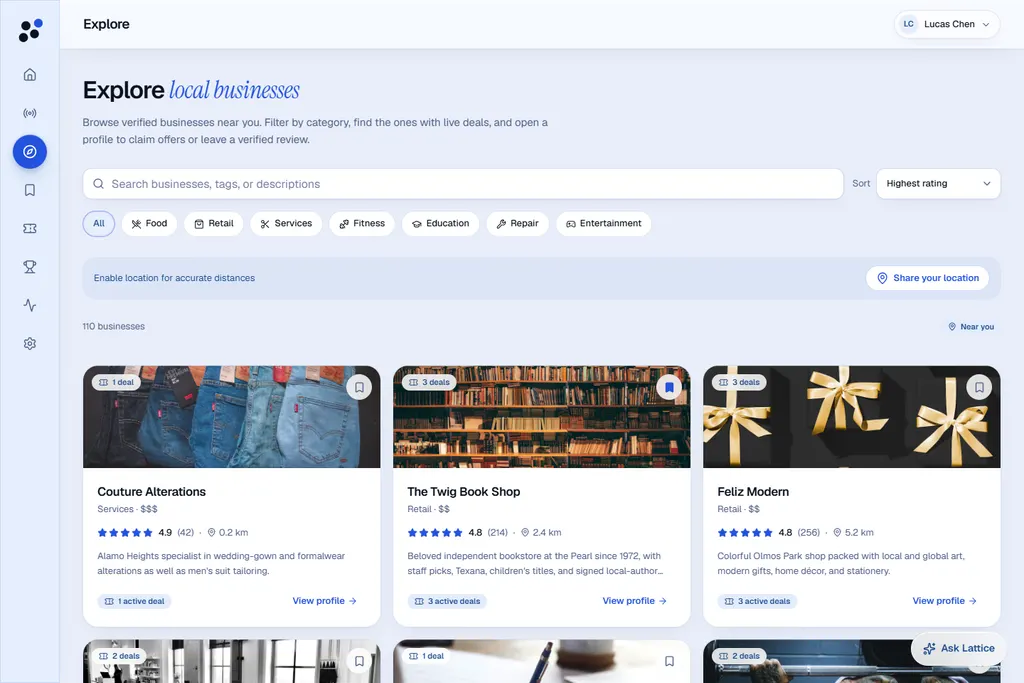 Explore
LC Lucas Chen
Explore local businesses
Browse verified businesses near you. Filter by category, find the ones with live deals, and open a
profile to claim offers or leave a verified review.
Search businesses, tags, or descriptions
Sort
Highest rating
All
Food
Retail
Services
Fitness
Education
Repair
Entertainment
Enable location for accurate distances
Share your location
110 businesses
Near you
1 deal
3 deals
3 deals
Couture Alterations
Services · $$$
4.9 (42) · 0.2 km
Alamo Heights specialist in wedding-gown and formalwear
alterations as well as men's suit tailoring.
1 active deal
View profile →
The Twig Book Shop
Retail · $$
4.8 (214) · 2.4 km
Beloved independent bookstore at the Pearl since 1972, with
staff picks, Texana, children's titles, and signed local-author…
3 active deals
View profile →
Feliz Modern
Retail · $$
4.8 (256) · 5.2 km
Colorful Olmos Park shop packed with local and global art,
modern gifts, home décor, and stationery.
3 active deals
View profile →
2 deals
1 deal
2 deals
Ask Lattice